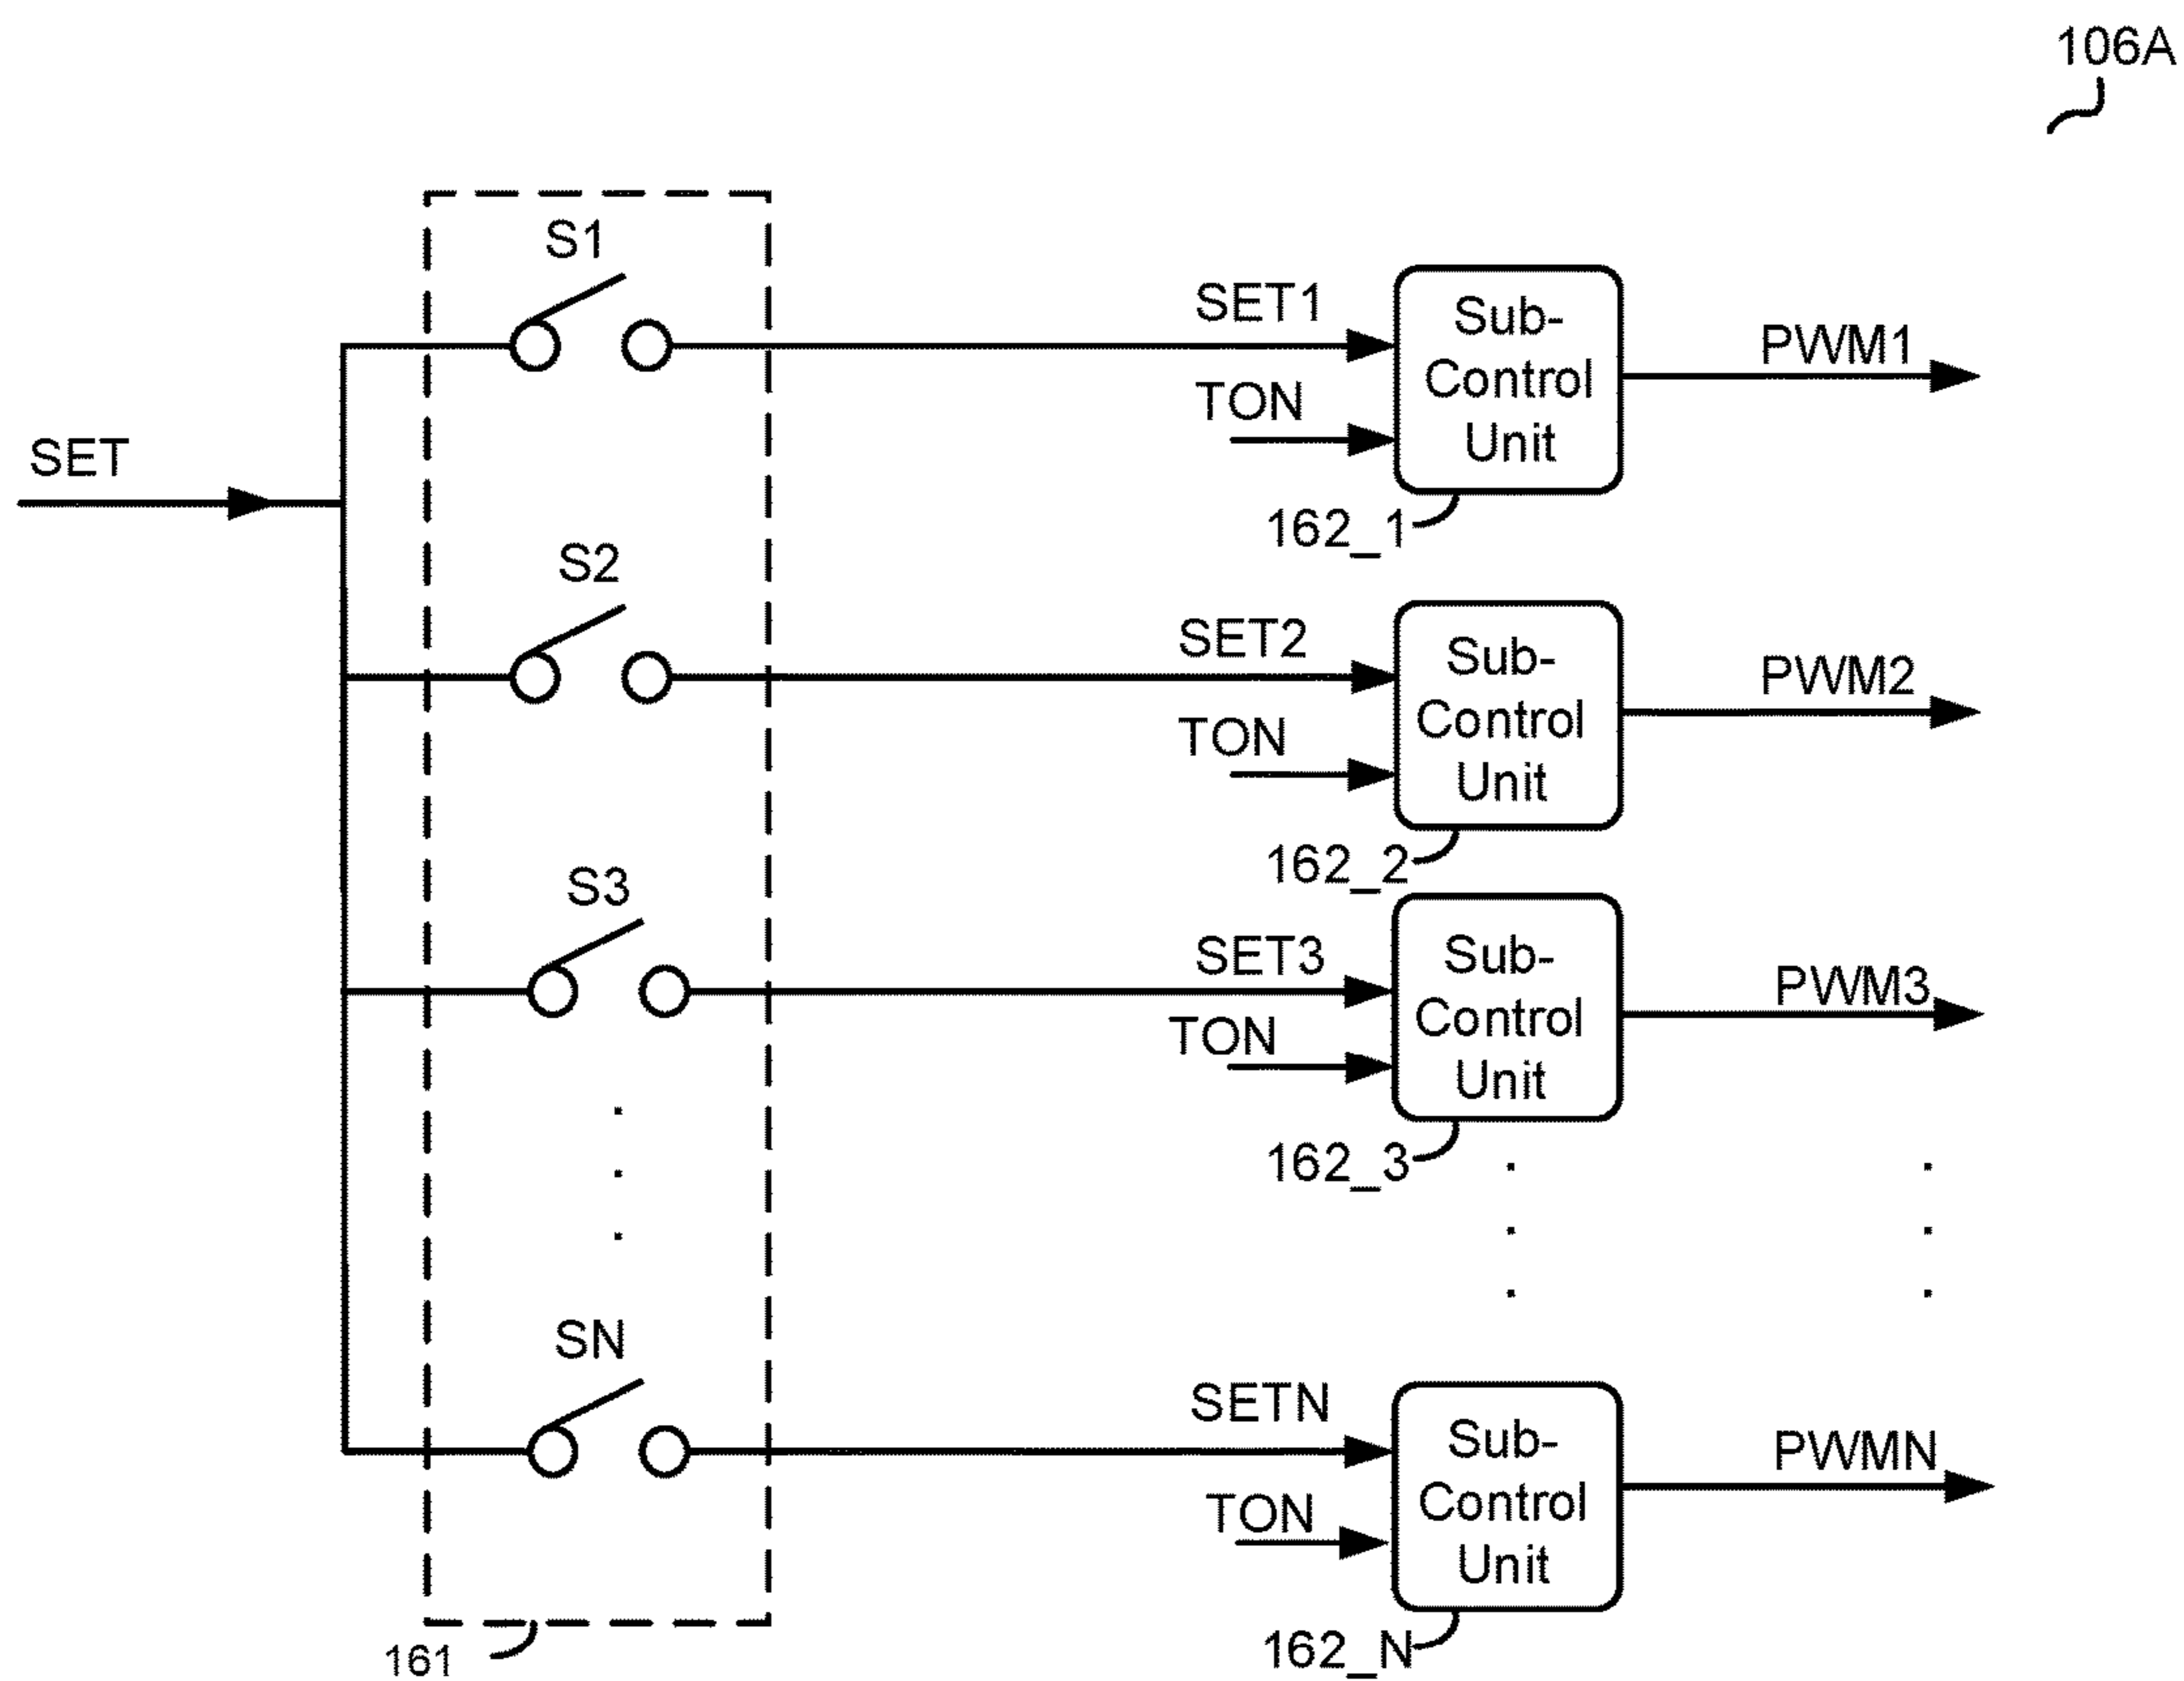 106A
S1
SET1
Sub-
Control
Unit
TON
PWM1
SET
162_1
S2
SET2
Sub-
Control
Unit
TON
PWM2
162_2
S3
SET3
Sub-
Control
Unit
TON
PWM3
162_3
SN
SETN
Sub-
Control
Unit
TON
PWMN
161
162_N